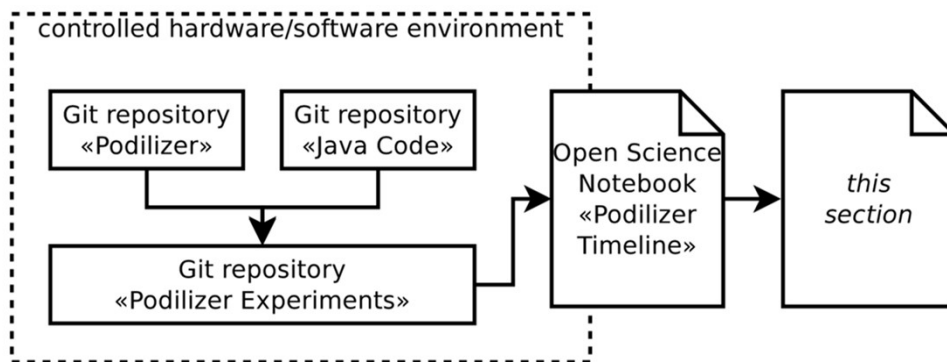 controlled hardware/software environment
Git repository
«Podilizer»
Git repository
«Java Code»
Git repository
«Podilizer Experiments»
Open Science
Notebook
«Podilizer
Timeline»
this
section